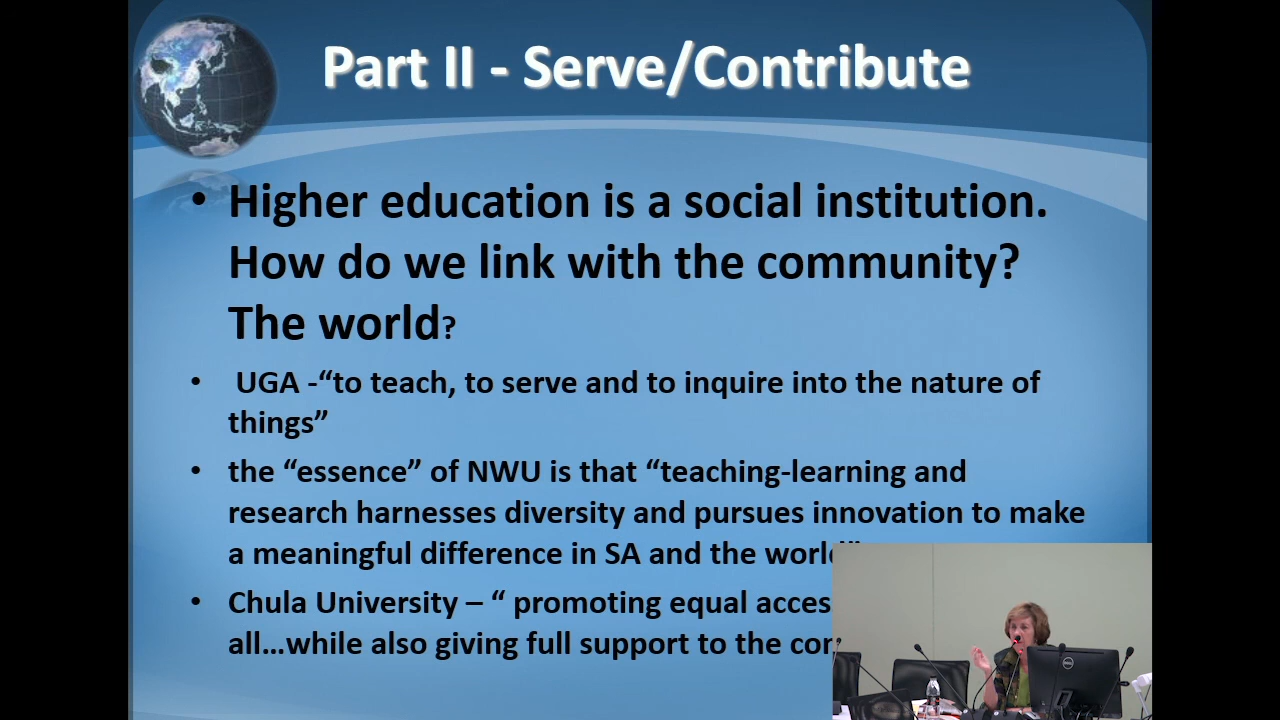 Part II - Serve/Contribute
• Higher education is a social institution.
How do we link with the community?
The world?
• UGA -“to teach, to serve and to inquire into the nature of
things”
• the “essence” of NWU is that “teaching-learning and
research harnesses diversity and pursues innovation to make
a meaningful difference in SA and the world”
• Chula University – “ promoting equal acces
all…while also giving full support to the
DELL